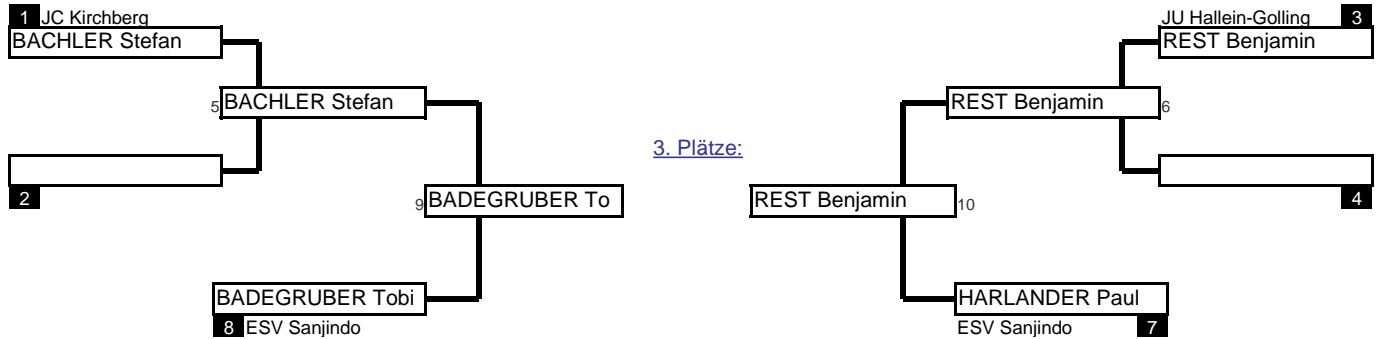 1 JC Kirchberg
BACHLER Stefan
JU Hallein-Golling 3
REST Benjamin
5 BACHLER Stefan
REST Benjamin 6
3. Plätze:
2
4
9 BADEGRUBER To
REST Benjamin 10
BADEGRUBER Tobi
HARLANDER Paul
8 ESV Sanjindo
ESV Sanjindo 7